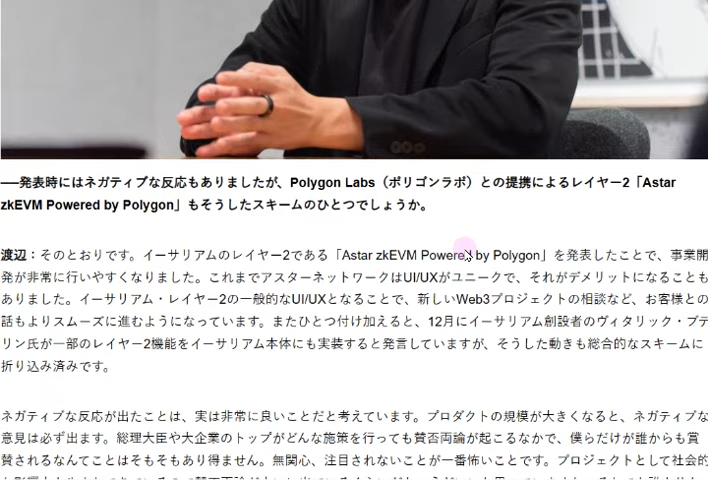 ──発表時にはネガティブな反応もありましたが、Polygon Labs（ポリゴンラボ）との提携によるレイヤー2「Astar
zkEVM Powered by Polygon」もそうしたスキームのひとつでしょうか。
渡辺：そのとおりです。イーサリアムのレイヤー2である「Astar zkEVM Powered by Polygon」を発表したことで、事業開
発が非常に行いやすくなりました。これまでアスターネットワークはUI/UXがユニークで、それがデメリットになることも
ありました。イーサリアム・レイヤー2の一般的なUI/UXとなることで、新しいWeb3プロジェクトの相談など、お客様との
話もよりスムーズに進むようになっています。またひとつ付け加えると、12月にイーサリアム創設者のヴィタリック・ブテ
リン氏が一部のレイヤー2機能をイーサリアム本体にも実装すると発言していますが、そうした動きも総合的なスキームに
折り込み済みです。
ネガティブな反応が出たことは、実は非常に良いことだと考えています。プロダクトの規模が大きくなると、ネガティブな
意見は必ず出ます。総理大臣や大企業のトップがどんな施策を行っても賛否両論が起こるなかで、僕らだけが誰からも賞
賛されるなんてことはそもそもあり得ません。無関心、注目されないことが一番怖いことです。プロジェクトとして社会的